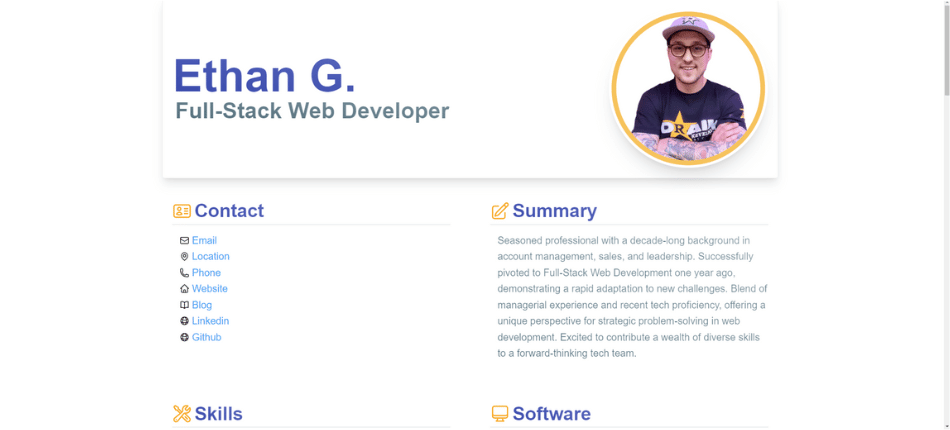 Ethan G.
Full-Stack Web Developer
Contact
Email
Location
Phone
Website
Blog
Linkedin
Github
Summary
Seasoned professional with a decade-long background in
account management, sales, and leadership. Successfully
pivoted to Full-Stack Web Development one year ago,
demonstrating a rapid adaptation to new challenges. Blend of
managerial experience and recent tech proficiency, offering a
unique perspective for strategic problem-solving in web
development. Excited to contribute a wealth of diverse skills
to a forward-thinking tech team.
Skills
Software